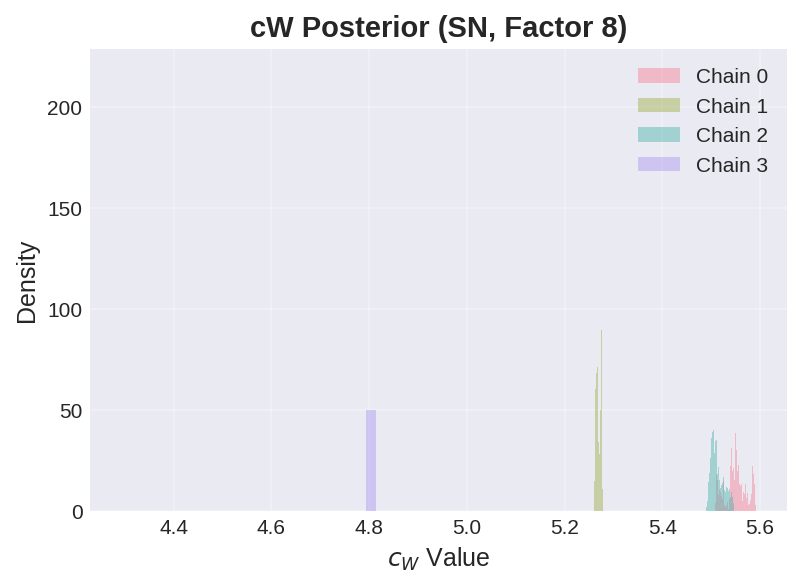 cW Posterior (SN, Factor 8)
Chain 0
Chain 1
Chain 2
Chain 3
200
150
100
50
0
Density
4.4 4.6 4.8 5.0 5.2 5.4 5.6
c_W Value